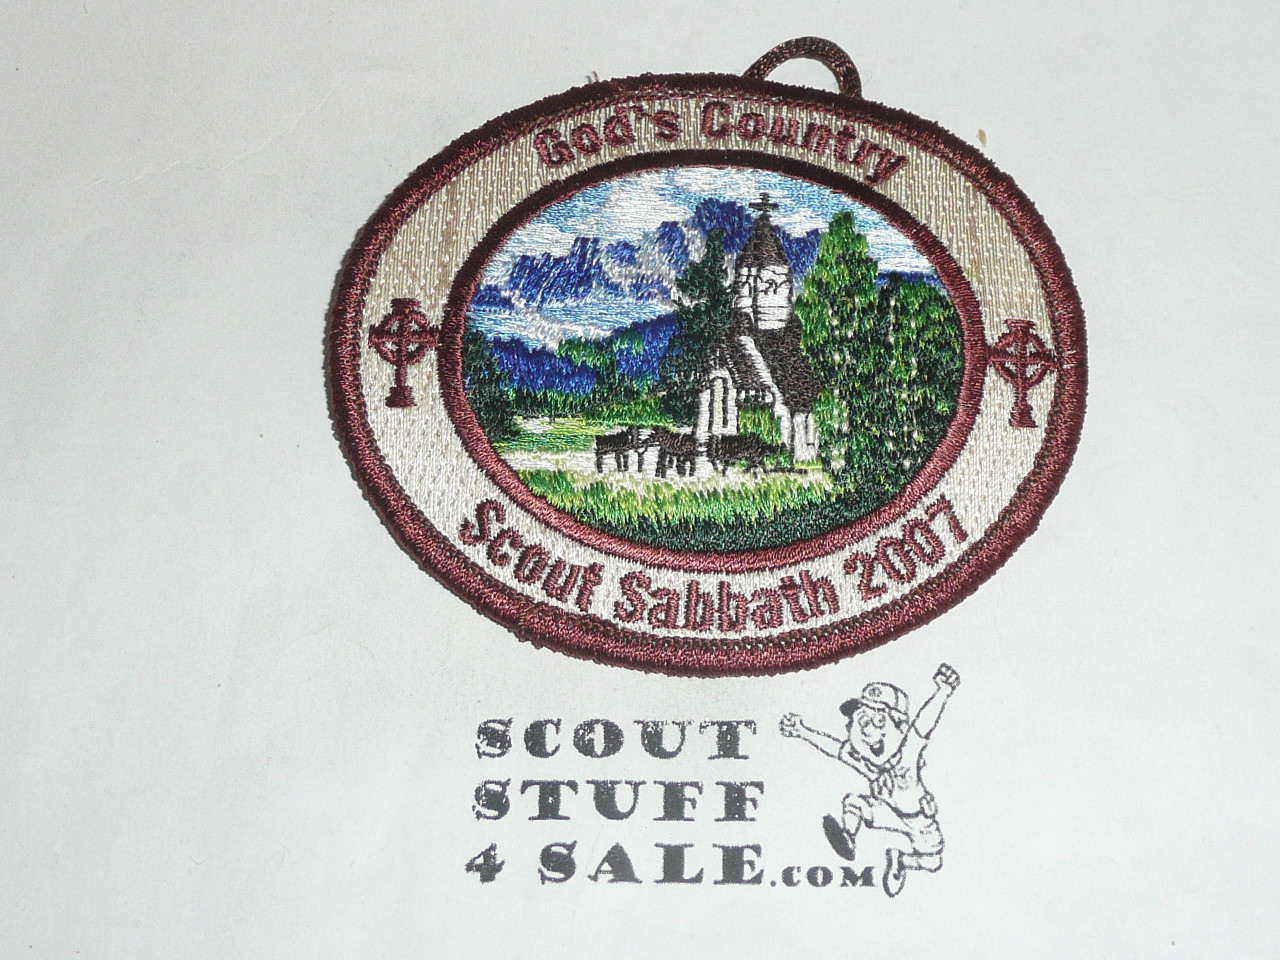 God's Country
Scout Sabbath 2007
SCOUT
STUFF
4 SALE.COM